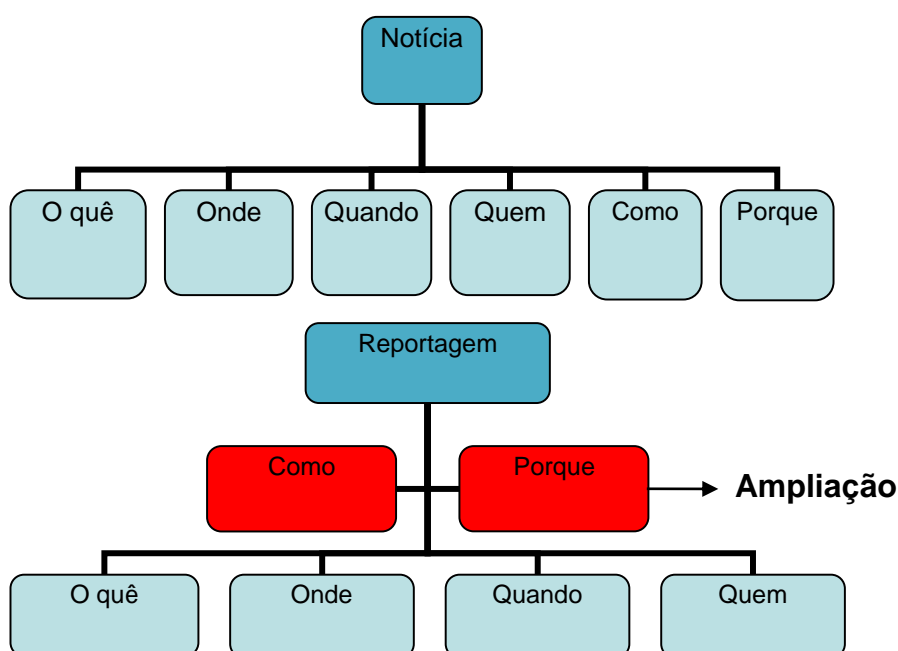 Notícia
O quê Onde Quando Quem Como Porque
Reportagem
Como Porque
Ampliação
O quê Onde Quando Quem